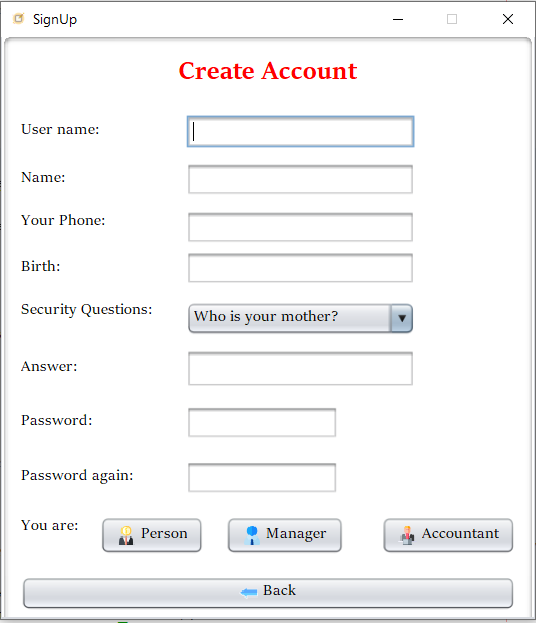 SignUp
Create Account
User name:
Name:
Your Phone:
Birth:
Security Questions: Who is your mother?
Answer:
Password:
Password again:
You are: Person Manager Accountant
Back